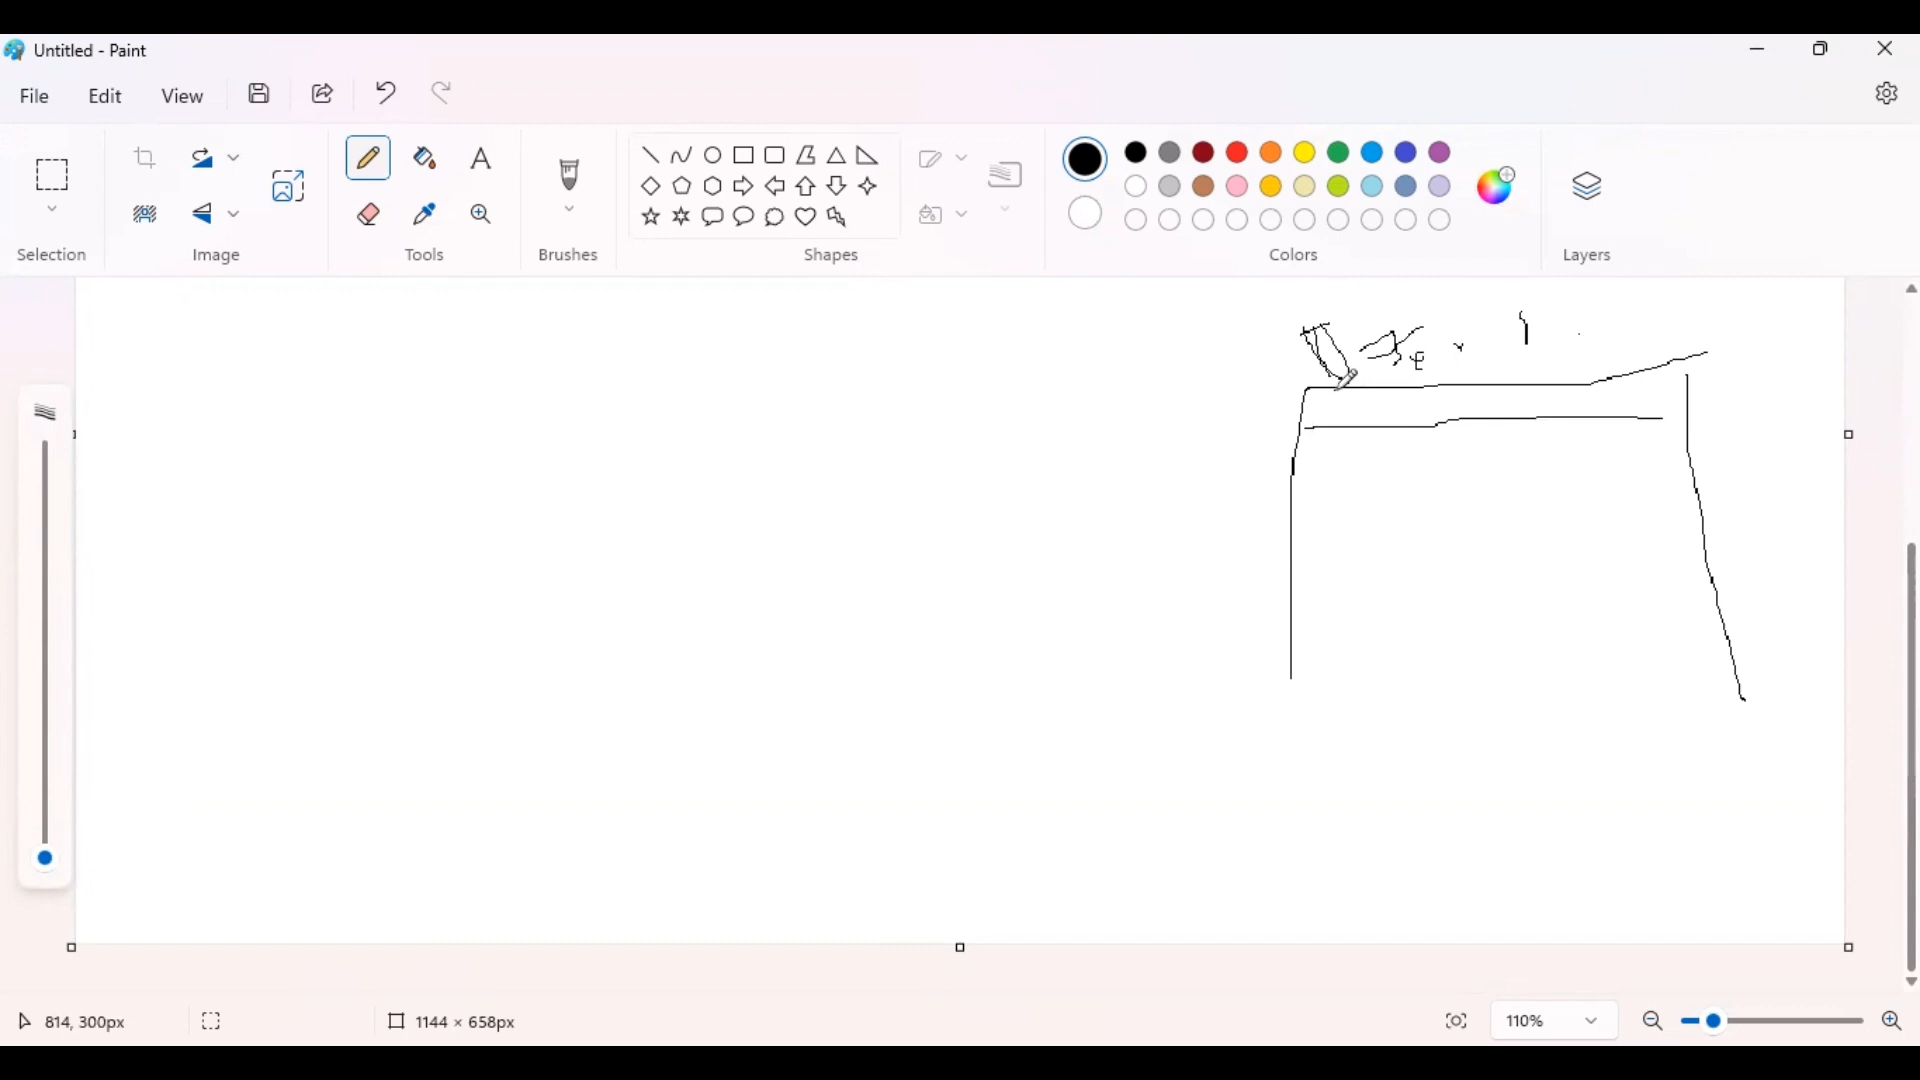 Untitled - Paint
File Edit View
Selection Image Tools Brushes Shapes Colors Layers
814, 300px 1144 × 658px 110%